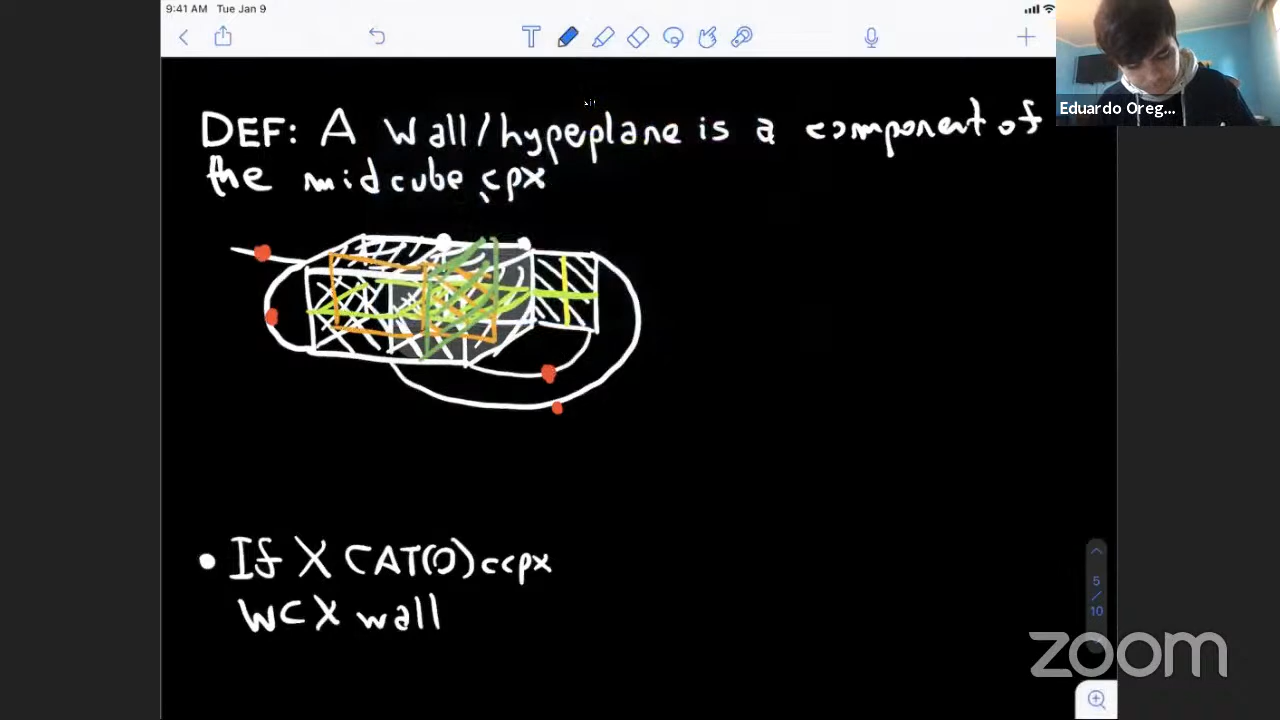 9:41 AM Tue Jan 9
Eduardo Oreg...
DEF: A Wall/hypeplane is a component of
the midcube cpx
• If X CAT(0) ccpx
W⊂X wall
5
/
10
zoom